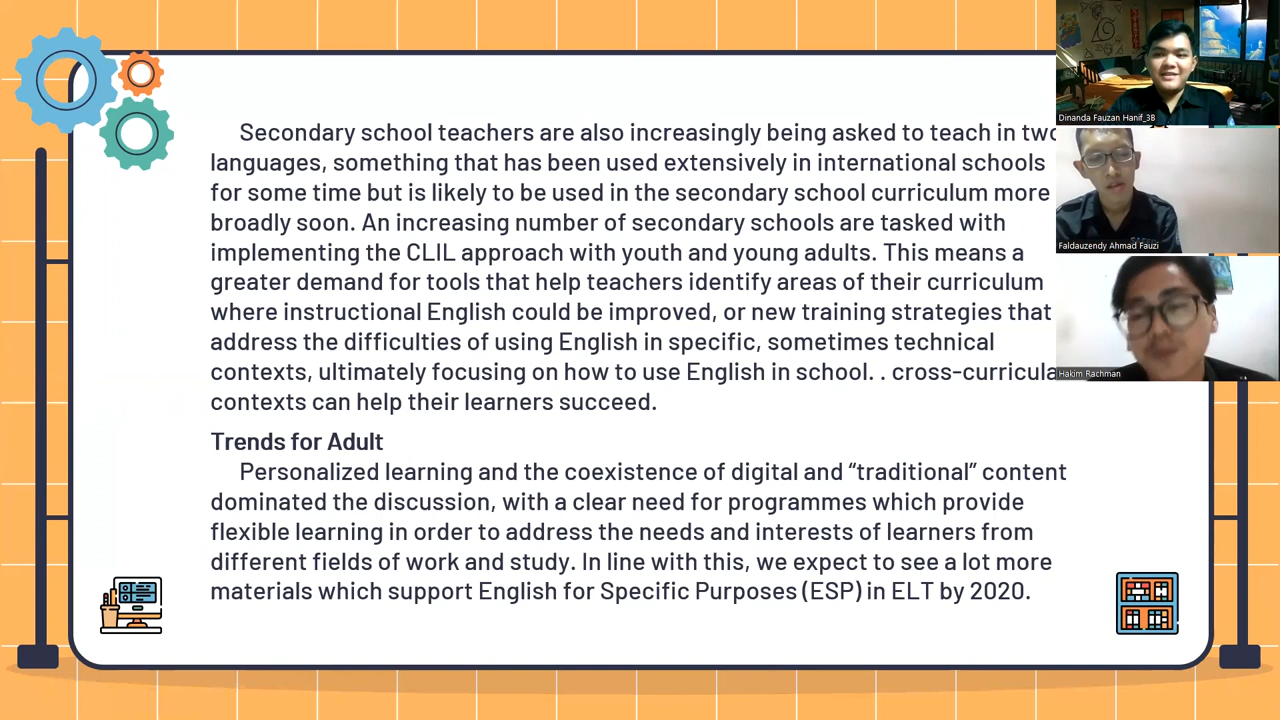 Secondary school teachers are also increasingly being asked to teach in two
languages, something that has been used extensively in international schools
for some time but is likely to be used in the secondary school curriculum more
broadly soon. An increasing number of secondary schools are tasked with
implementing the CLIL approach with youth and young adults. This means a
greater demand for tools that help teachers identify areas of their curriculum
where instructional English could be improved, or new training strategies that
address the difficulties of using English in specific, sometimes technical
contexts, ultimately focusing on how to use English in school. . cross-curricula
contexts can help their learners succeed.
Trends for Adult
Personalized learning and the coexistence of digital and “traditional” content
dominated the discussion, with a clear need for programmes which provide
flexible learning in order to address the needs and interests of learners from
different fields of work and study. In line with this, we expect to see a lot more
materials which support English for Specific Purposes (ESP) in ELT by 2020.
Dinanda Fauzan Hanif_3B
Faldauzendy Ahmad Fauzi
Hakim Rachman